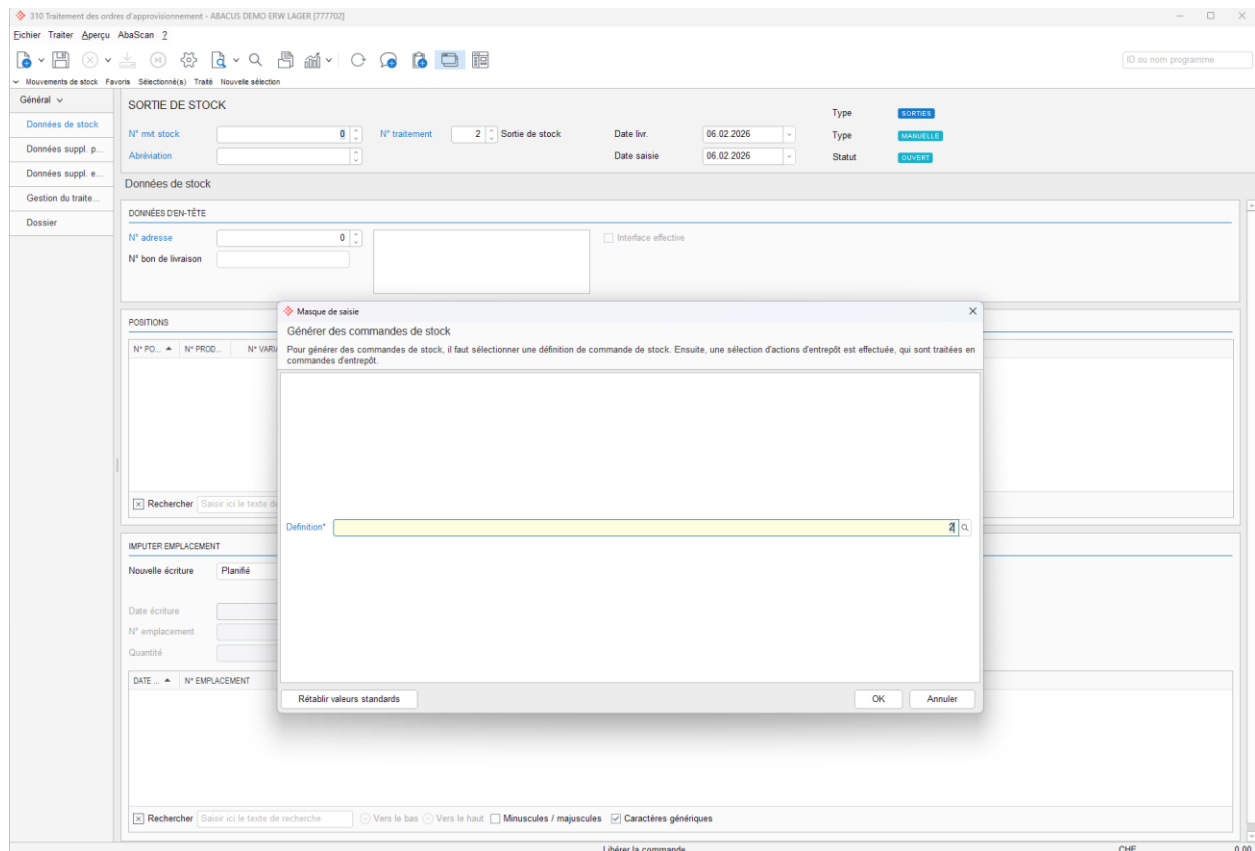 310 Traitement des ordres d'approvisionnement - ABACUS DEMO ERW LAGER [777702]
Fichier Traiter Aperçu AbaScan ?
ID ou nom programme
Mouvements de stock Favoris Sélectionné(s) Traité Nouvelle sélection
Général
Données de stock
Données suppl. p...
Données suppl. e...
Gestion du traite...
Dossier
SORTIE DE STOCK
N° mvt stock 0 N° traitement 2 Sortie de stock Date livr. 06.02.2026 Type SORTIES
Type MANUELLE
Abréviation Date saisie 06.02.2026 Statut OUVERT
Données de stock
DONNÉES D'EN-TÊTE
N° adresse 0 Interface effective
N° bon de livraison
POSITIONS
N° PO... N° PROD... N° VARI
Rechercher Saisir ici le texte de
Masque de saisie
Générer des commandes de stock
Pour générer des commandes de stock, il faut sélectionner une définition de commande de stock. Ensuite, une sélection d'actions d'entrepôt est effectuée, qui sont traitées en
commandes d'entrepôt.
Definition* 2
Rétablir valeurs standards OK Annuler
IMPUTER EMPLACEMENT
Nouvelle écriture Planifié
Date écriture
N° emplacement
Quantité
DATE ... N° EMPLACEMENT
Rechercher Saisir ici le texte de recherche Vers le bas Vers le haut Minuscules / majuscules Caractères génériques
Libérer la commande CHF 0.00